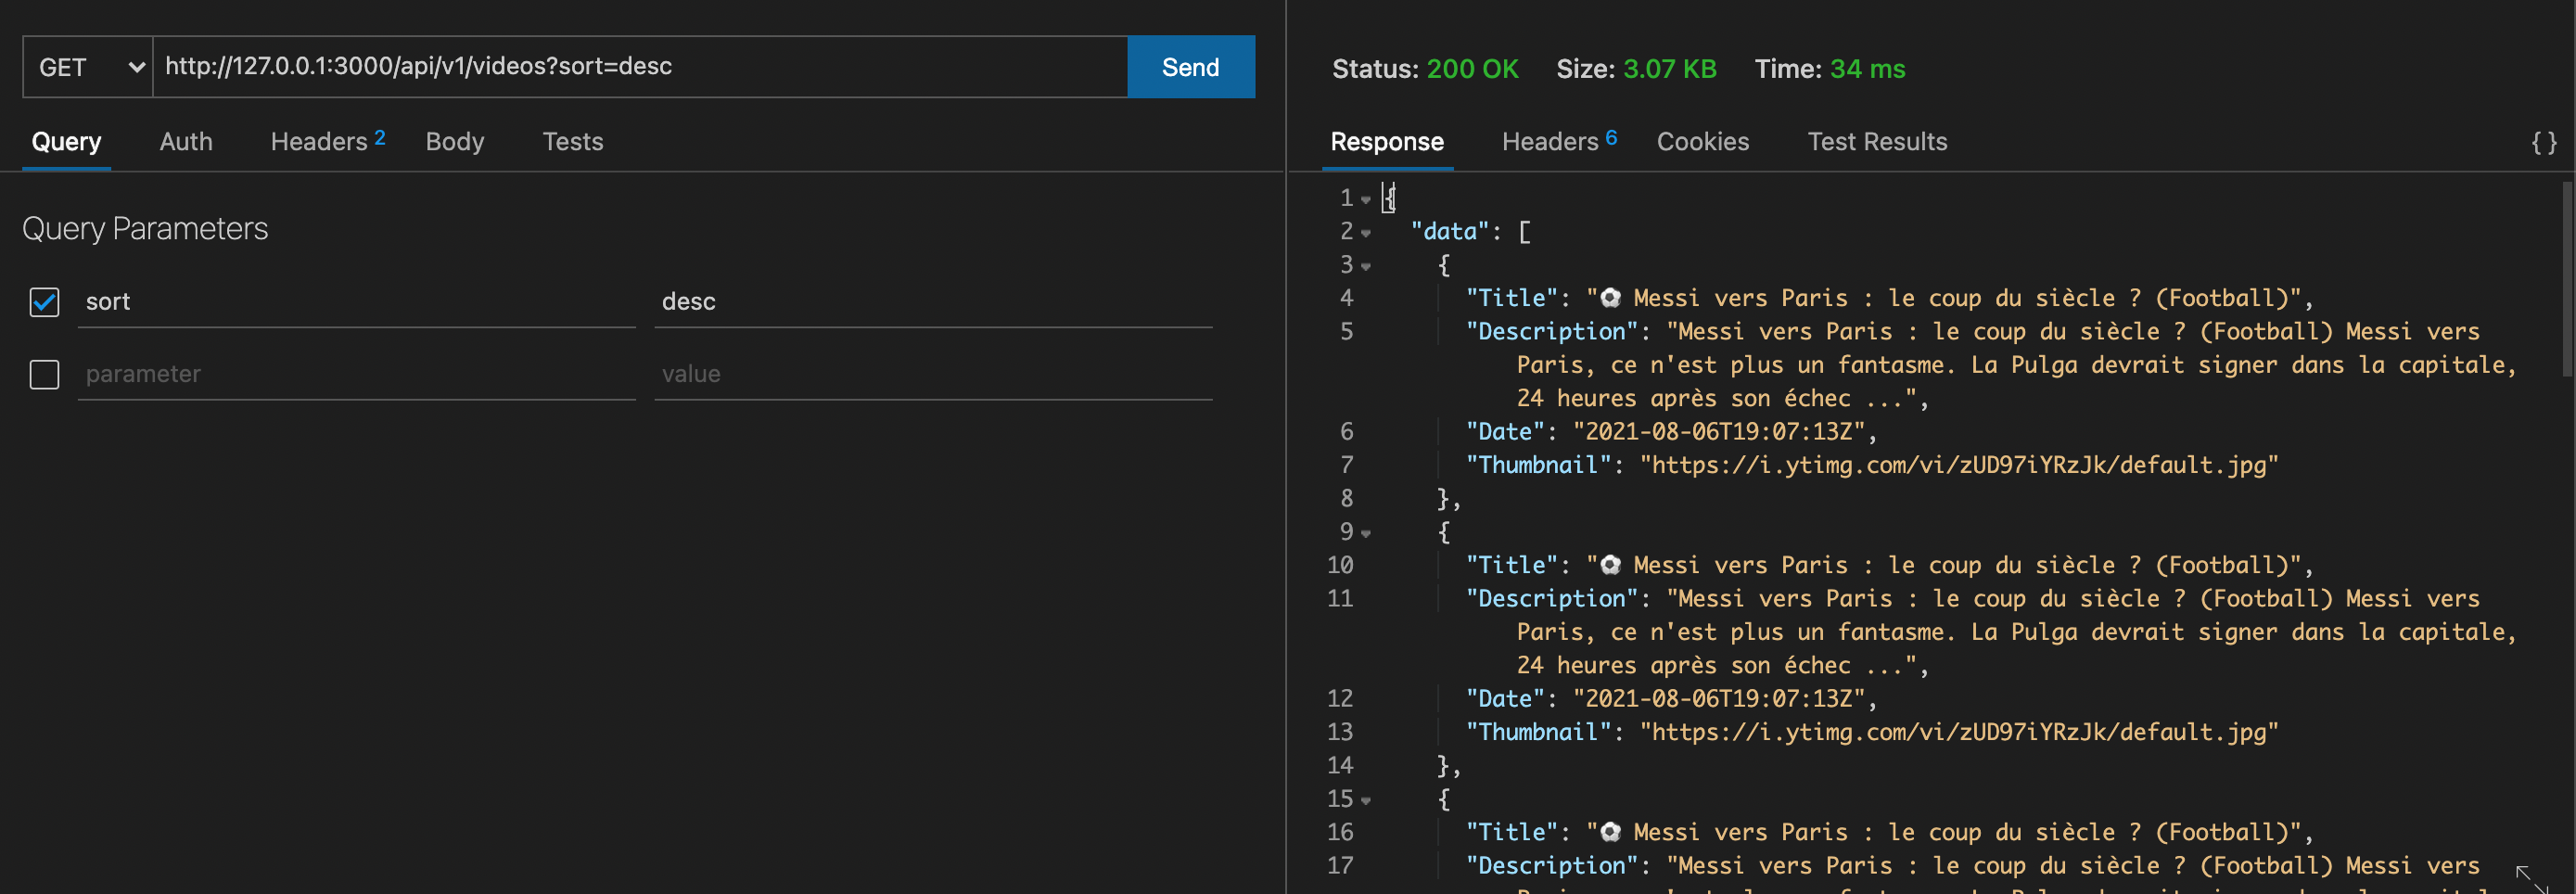 GET http://127.0.0.1:3000/api/v1/videos?sort=desc Send
Query Auth Headers 2 Body Tests
Query Parameters
sort desc
parameter value
Status: 200 OK Size: 3.07 KB Time: 34 ms
Response Headers 6 Cookies Test Results {}
1 {
2 "data": [
3 {
4 "Title": "⚽ Messi vers Paris : le coup du siècle ? (Football)",
5 "Description": "Messi vers Paris : le coup du siècle ? (Football) Messi vers
Paris, ce n'est plus un fantasme. La Pulga devrait signer dans la capitale,
24 heures après son échec ...",
6 "Date": "2021-08-06T19:07:13Z",
7 "Thumbnail": "https://i.ytimg.com/vi/zUD97iYRzJk/default.jpg"
8 },
9 {
10 "Title": "⚽ Messi vers Paris : le coup du siècle ? (Football)",
11 "Description": "Messi vers Paris : le coup du siècle ? (Football) Messi vers
Paris, ce n'est plus un fantasme. La Pulga devrait signer dans la capitale,
24 heures après son échec ...",
12 "Date": "2021-08-06T19:07:13Z",
13 "Thumbnail": "https://i.ytimg.com/vi/zUD97iYRzJk/default.jpg"
14 },
15 {
16 "Title": "⚽ Messi vers Paris : le coup du siècle ? (Football)",
17 "Description": "Messi vers Paris : le coup du siècle ? (Football) Messi vers